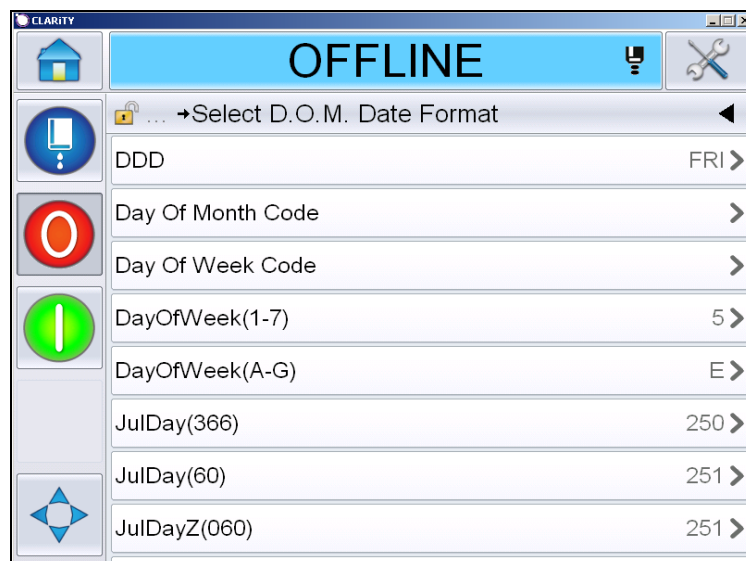 CLARiTY
OFFLINE
... →Select D.O.M. Date Format
DDD FRI
Day Of Month Code
Day Of Week Code
DayOfWeek(1-7) 5
DayOfWeek(A-G) E
JulDay(366) 250
JulDay(60) 251
JulDayZ(060) 251